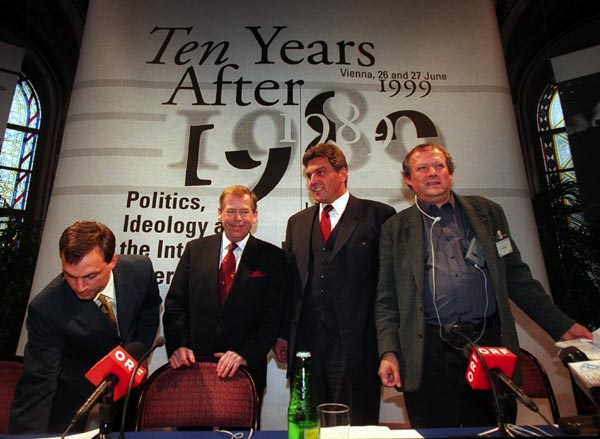 Ten Years
After
Vienna, 26 and 27 June
1999
1989
Politics,
Ideology a
the Int
ORF
ORF